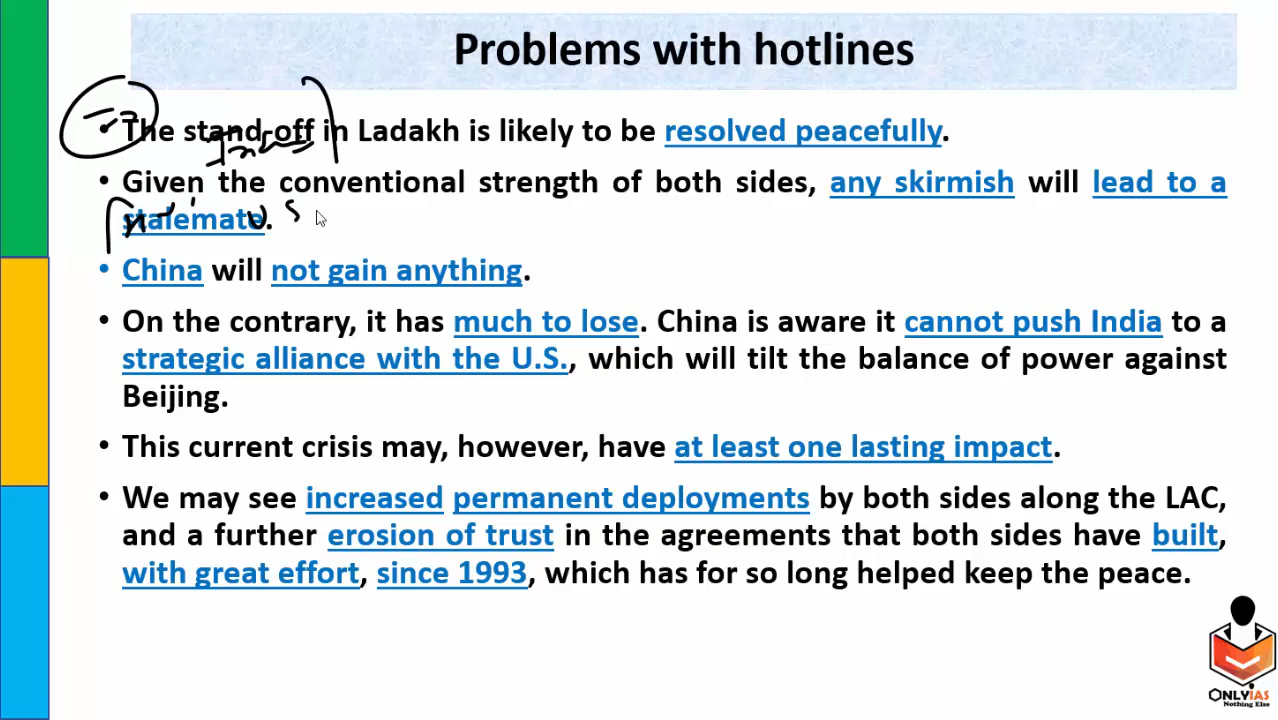 Problems with hotlines
• The stand-off in Ladakh is likely to be resolved peacefully.
• Given the conventional strength of both sides, any skirmish will lead to a
stalemate.
• China will not gain anything.
• On the contrary, it has much to lose. China is aware it cannot push India to a
strategic alliance with the U.S., which will tilt the balance of power against
Beijing.
• This current crisis may, however, have at least one lasting impact.
• We may see increased permanent deployments by both sides along the LAC,
and a further erosion of trust in the agreements that both sides have built,
with great effort, since 1993, which has for so long helped keep the peace.
ONLYIAS
Nothing Else